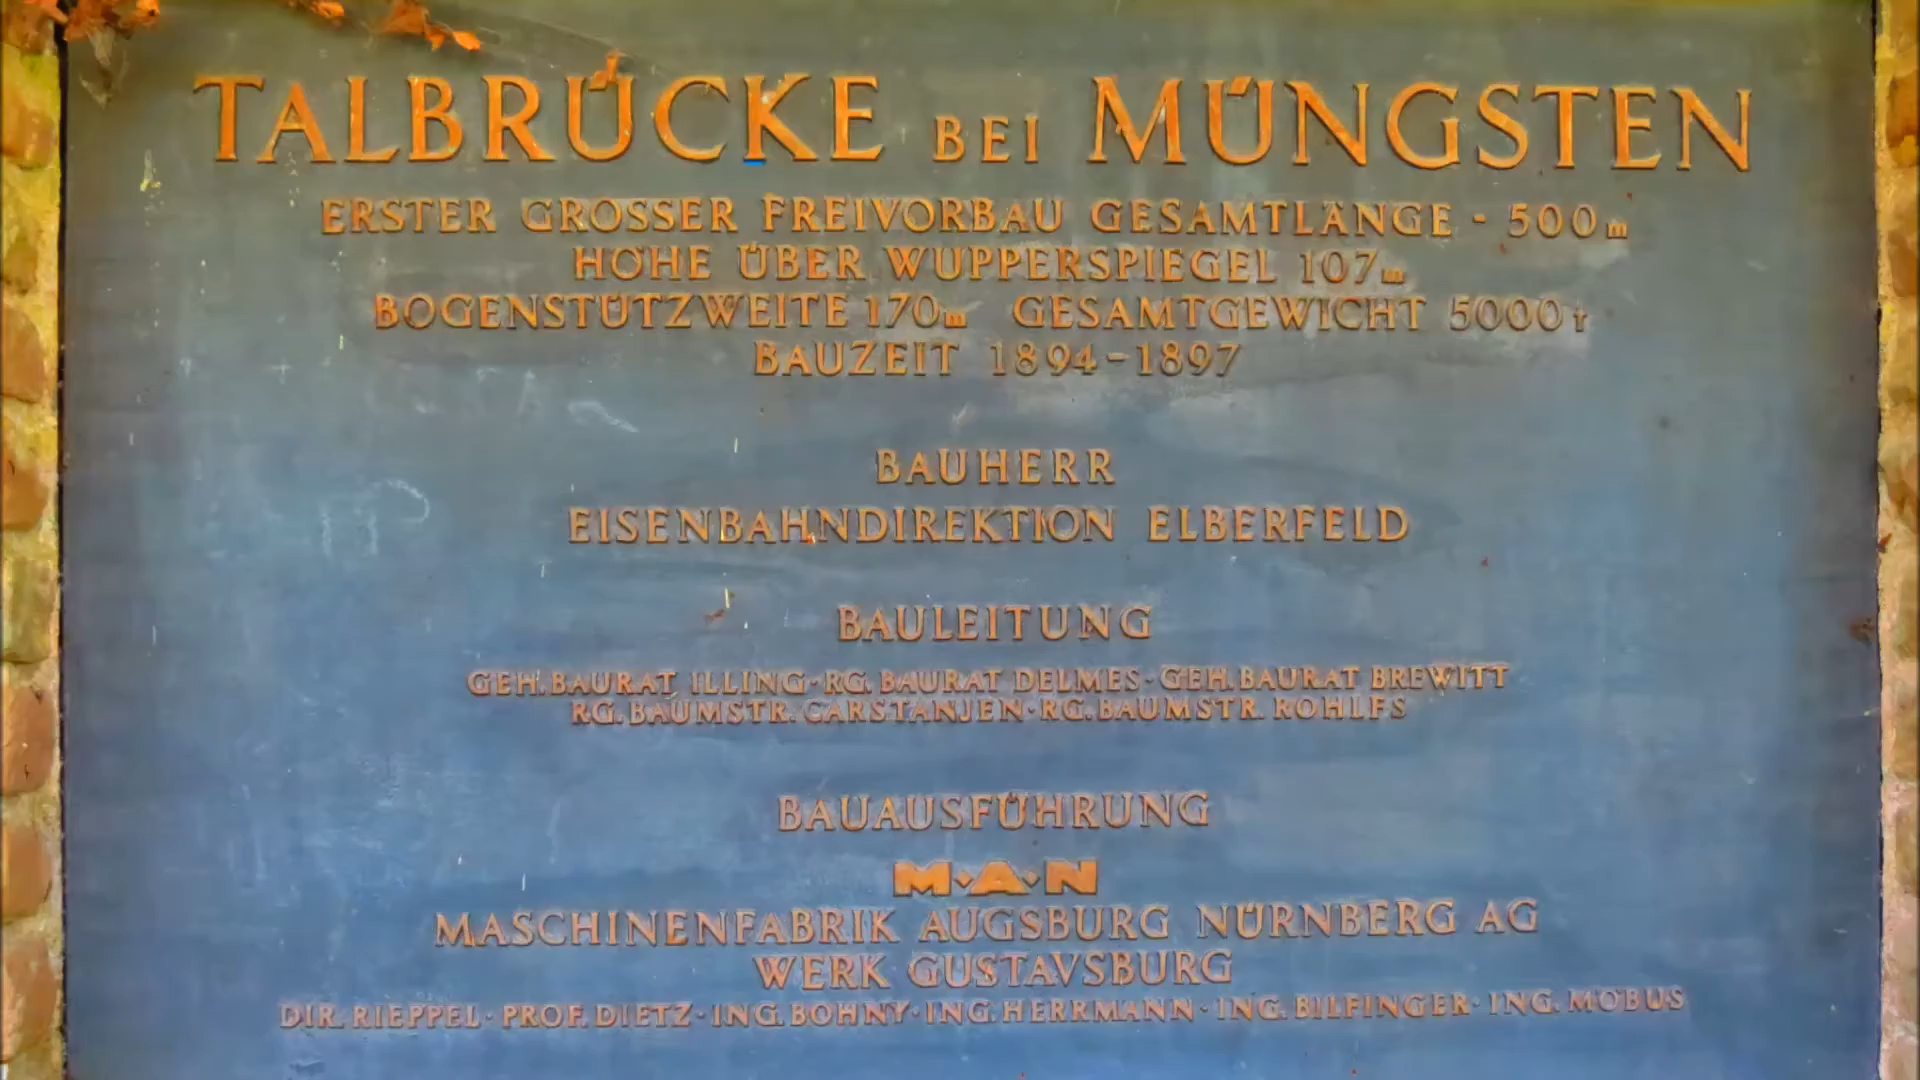 TALBRÜCKE BEI MÜNGSTEN
ERSTER GROSSER FREIVORBAU GESAMTLÄNGE - 500m
HÖHE ÜBER WUPPERSPIEGEL 107m
BOGENSTÜTZWEITE 170m GESAMTGEWICHT 5000t
BAUZEIT 1894-1897
BAUHERR
EISENBAHNDIREKTION ELBERFELD
BAULEITUNG
GEH. BAURAT ILLING · RG. BAURAT DELMES · GEH. BAURAT BREWITT
RG. BAUMSTR. CARSTANJEN · RG. BAUMSTR. ROHLFS
BAUAUSFÜHRUNG
M·A·N
MASCHINENFABRIK AUGSBURG NÜRNBERG AG
WERK GUSTAVSBURG
DIR. RIEPPEL · PROF. DIETZ · ING. BOHNY · ING. HERRMANN · ING. BILFINGER · ING. MÖBUS